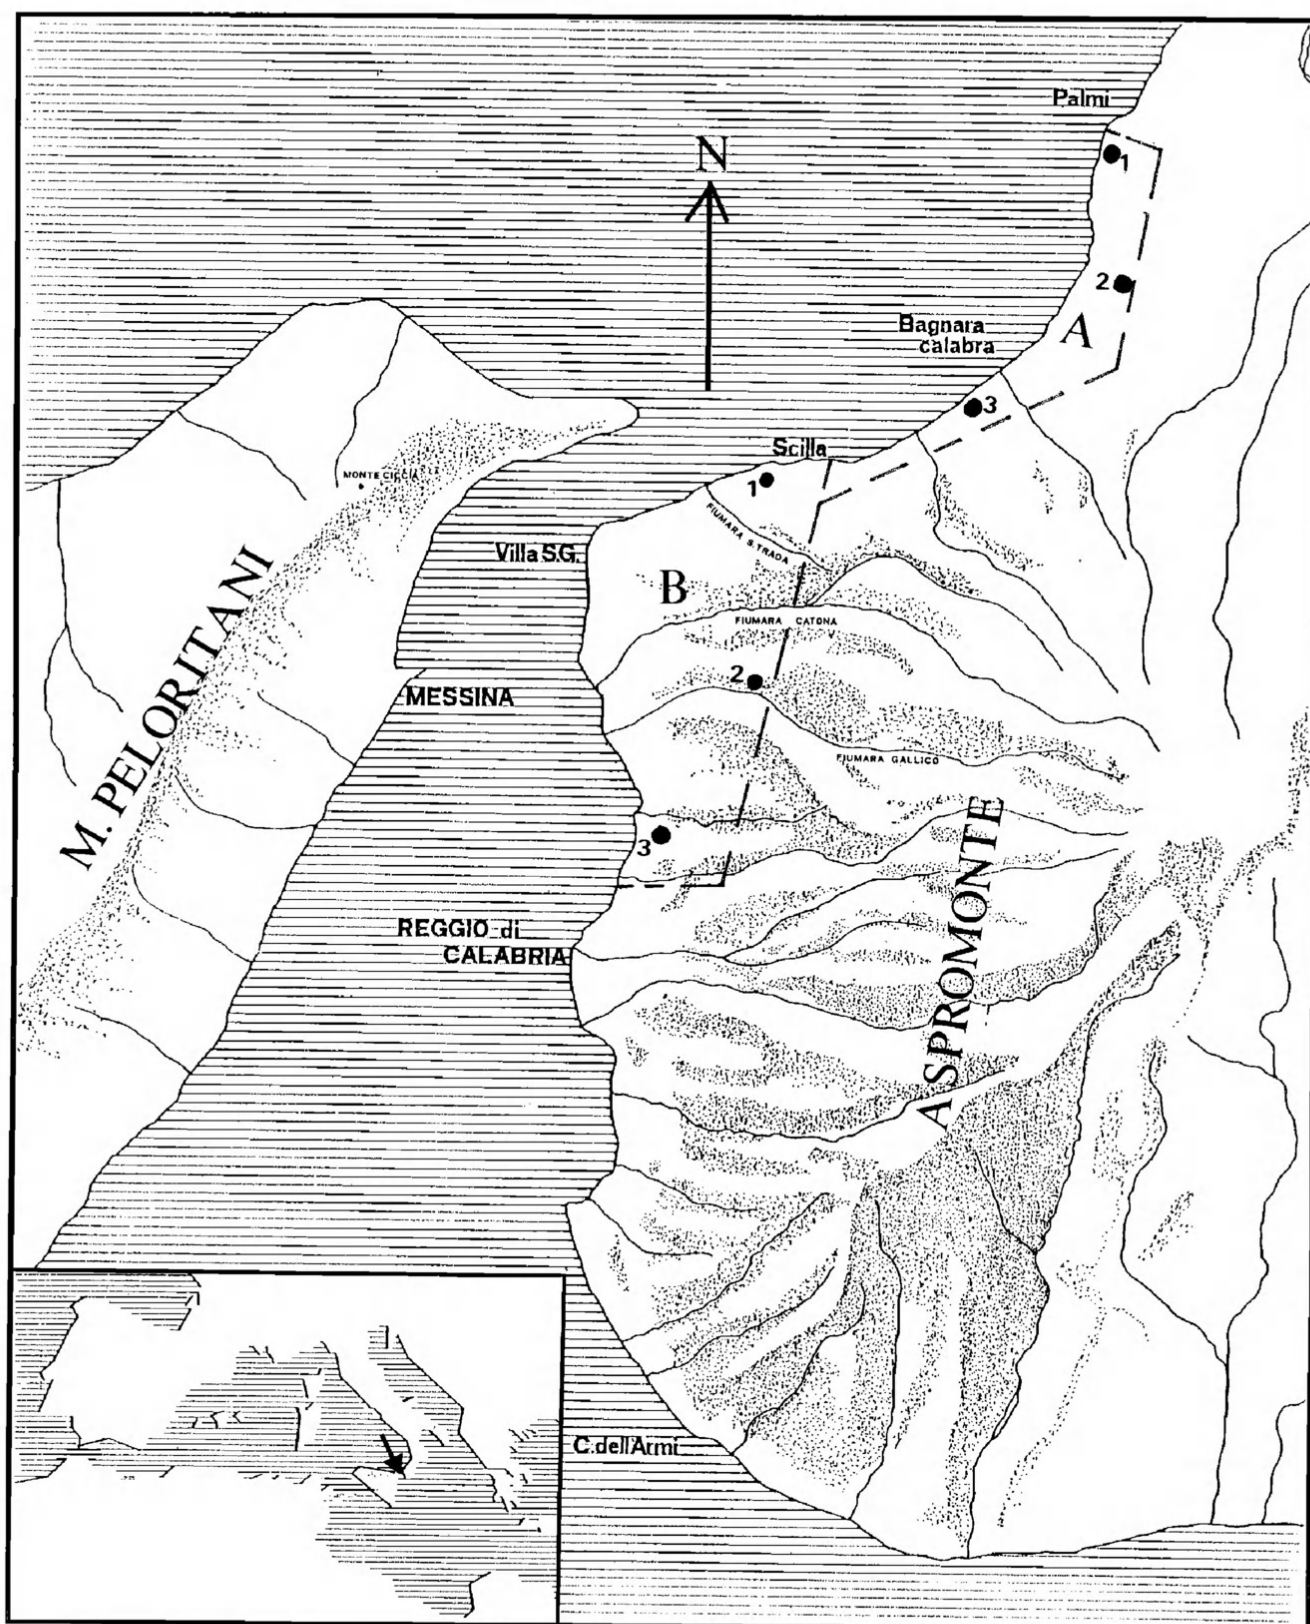 Palmi
1
N
2
A
Bagnara
calabra
3
Scilla
MONTE CICCIA
1
FIUMARA S.TRADA
Villa S.G.
B
FIUMARA CATONA
M. PELORITANI
2
MESSINA
FIUMARA GALLICO
3
ASPROMONTE
REGGIO di
CALABRIA
C.dell'Armi